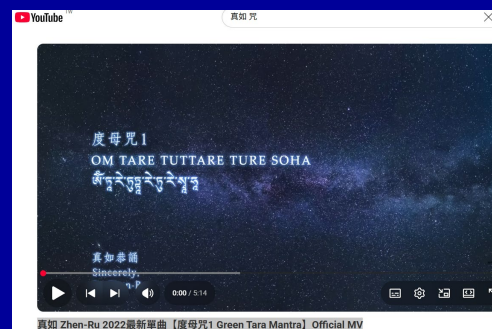 YouTube TW
真如 咒
度母咒1
OM TARE TUTTARE TURE SOHA
ཨོཾ་ཏཱ་རེ་ཏུཏྟཱ་རེ་ཏུ་རེ་སྭཱ་ཧཱ
真如恭誦
Sincerely,
0:00 / 5:14
真如 Zhen-Ru 2022最新單曲【度母咒1 Green Tara Mantra】Official MV